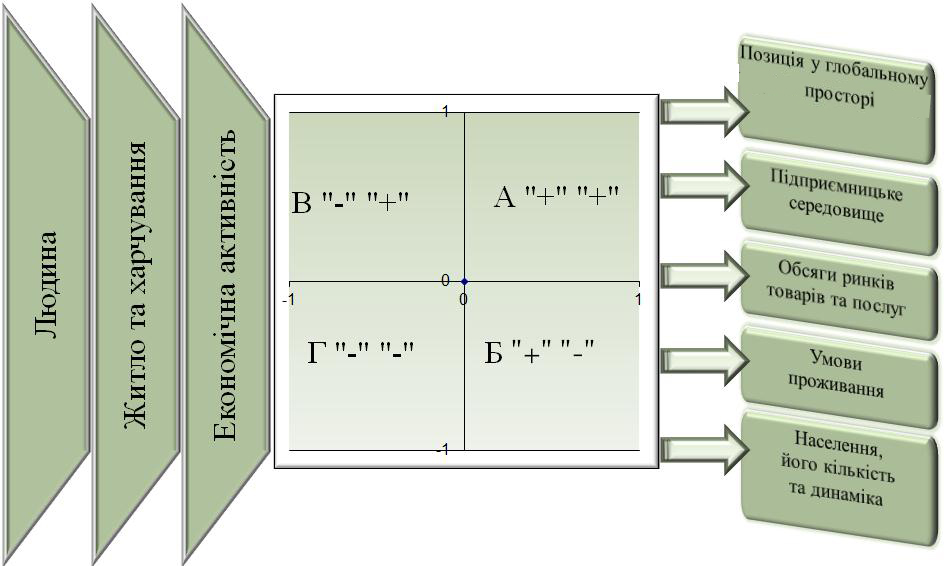 Людина
Житло та харчування
Економічна активність
1
В "-" "+"
А "+" "+"
0
-1
0
1
Г "-" "-"
Б "+" "-"
-1
Позиція у глобальному
просторі
Підприємницьке
середовище
Обсяги ринків
товарів та послуг
Умови
проживання
Населення,
його кількість
та динаміка